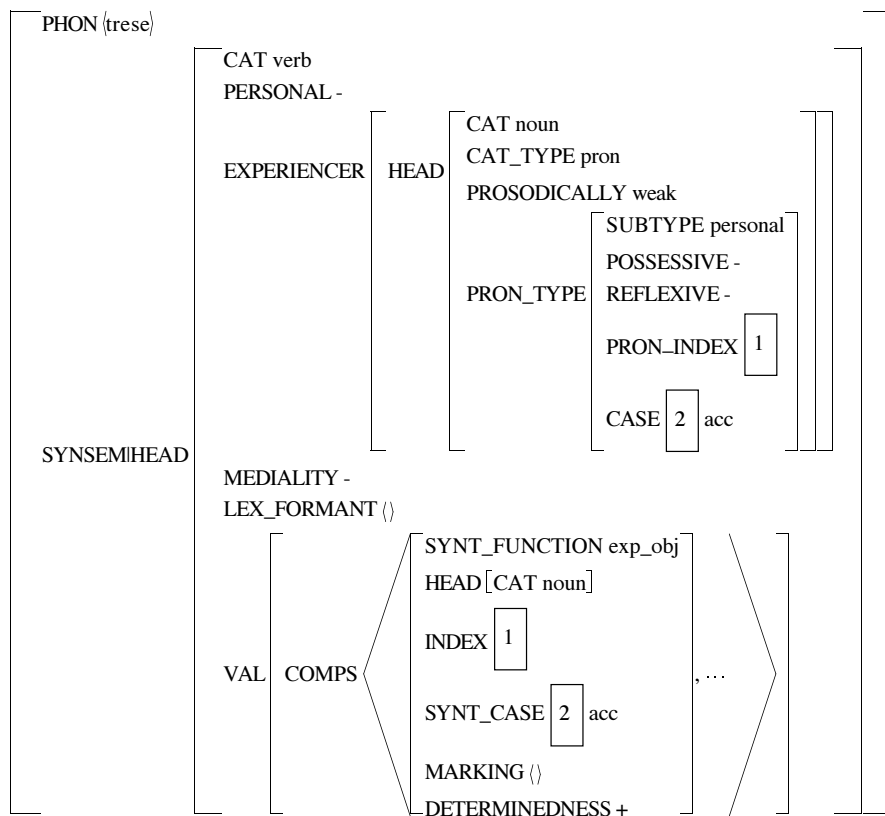 PHON ⟨trese⟩
CAT verb
PERSONAL -
CAT noun
CAT_TYPE pron
EXPERIENCER HEAD
PROSODICALLY weak
SUBTYPE personal
POSSESSIVE -
PRON_TYPE REFLEXIVE -
PRON_INDEX 1
CASE 2 acc
SYNSEM|HEAD
MEDIALITY -
LEX_FORMANT ⟨⟩
SYNT_FUNCTION exp_obj
HEAD [CAT noun]
INDEX 1
VAL COMPS , ...
SYNT_CASE 2 acc
MARKING ⟨⟩
DETERMINEDNESS +